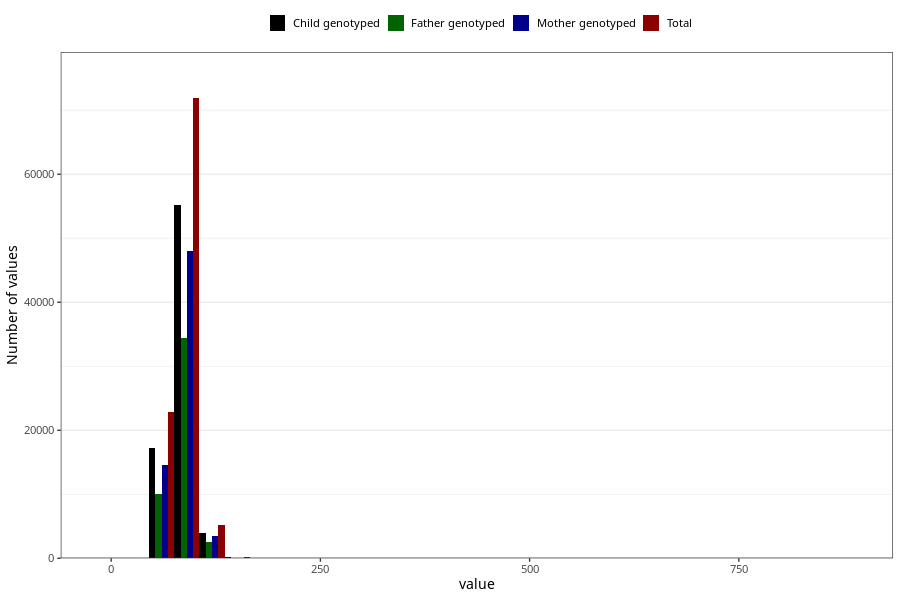 Child genotyped Father genotyped Mother genotyped Total
Number of values
60000
40000
20000
0
0 250 500 750
value